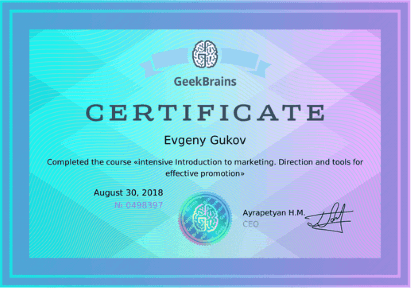 GeekBrains
CERTIFICATE
Evgeny Gukov
Completed the course «intensive Introduction to marketing. Direction and tools for
effective promotion»
August 30, 2018
№ 0498397
Ayrapetyan H.M.
CEO